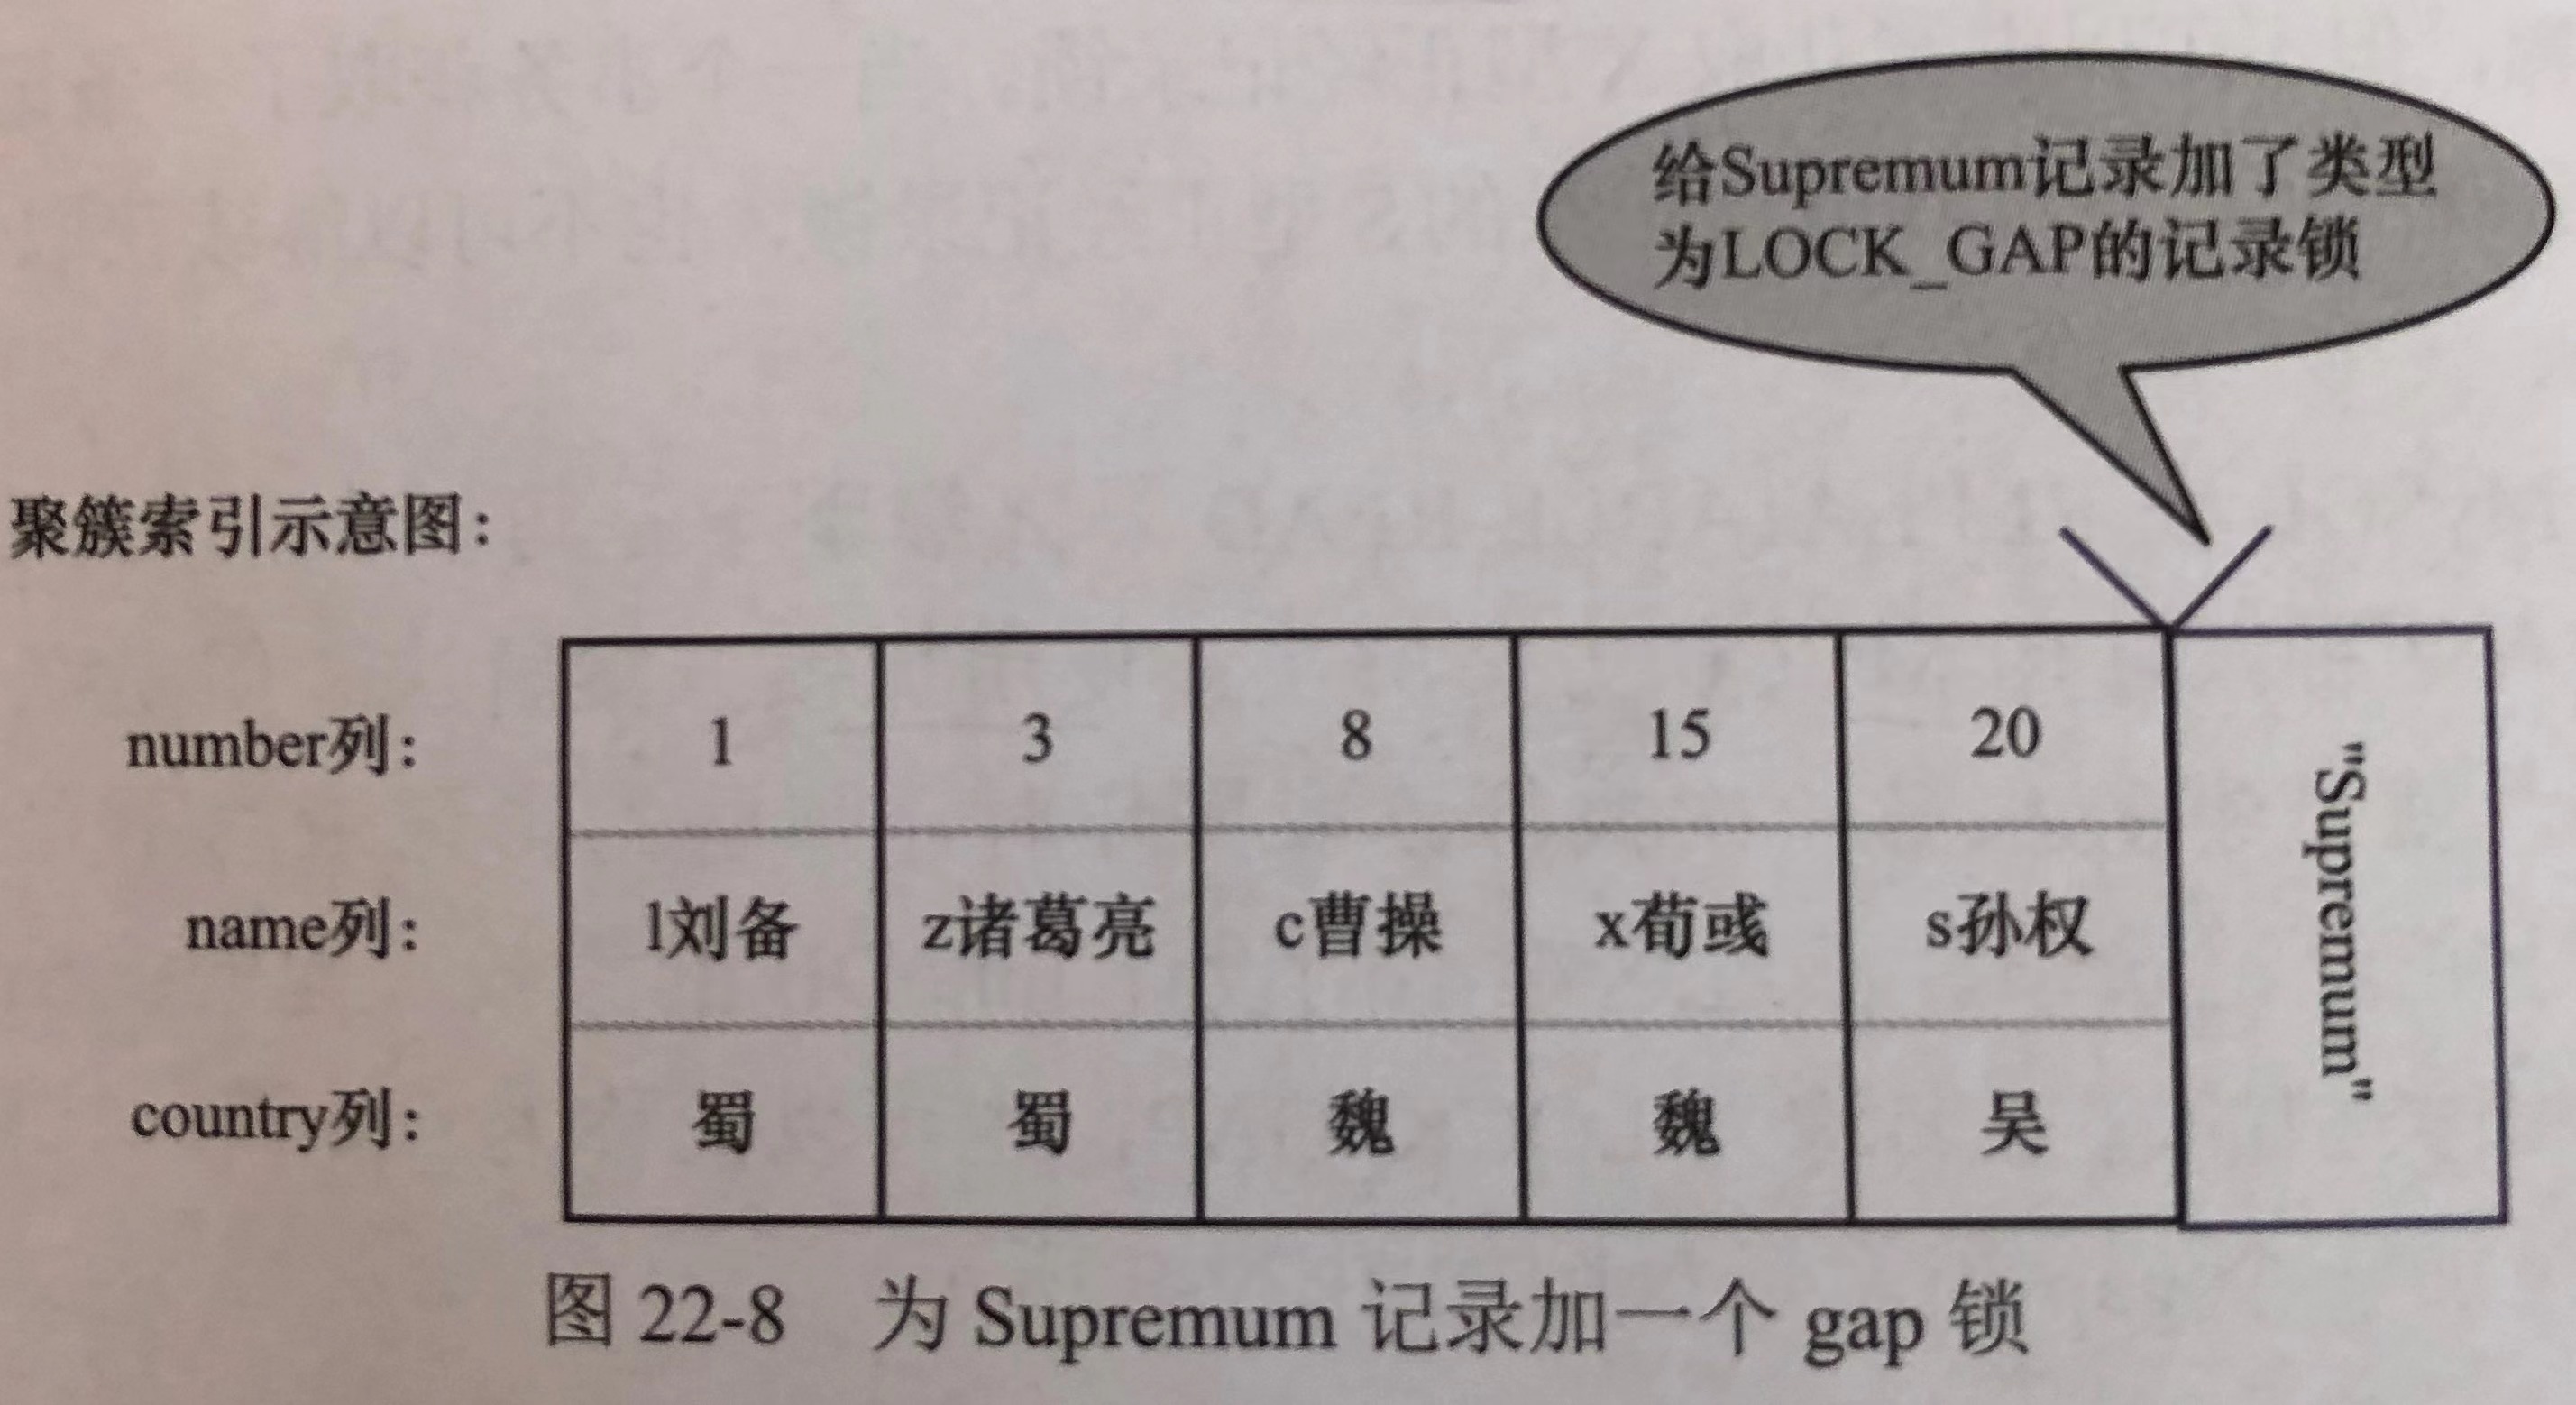 给Supremum记录加了类型
为LOCK_GAP的记录锁
聚簇索引示意图：
number列： 1 3 8 15 20 "Supremum"
name列： l刘备 z诸葛亮 c曹操 x荀彧 s孙权
country列： 蜀 蜀 魏 魏 吴
图 22-8 为 Supremum 记录加一个 gap 锁